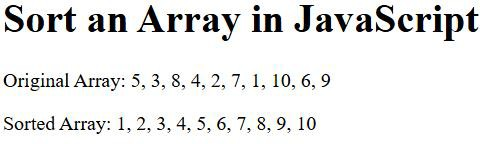 Sort an Array in JavaScript
Original Array: 5, 3, 8, 4, 2, 7, 1, 10, 6, 9
Sorted Array: 1, 2, 3, 4, 5, 6, 7, 8, 9, 10